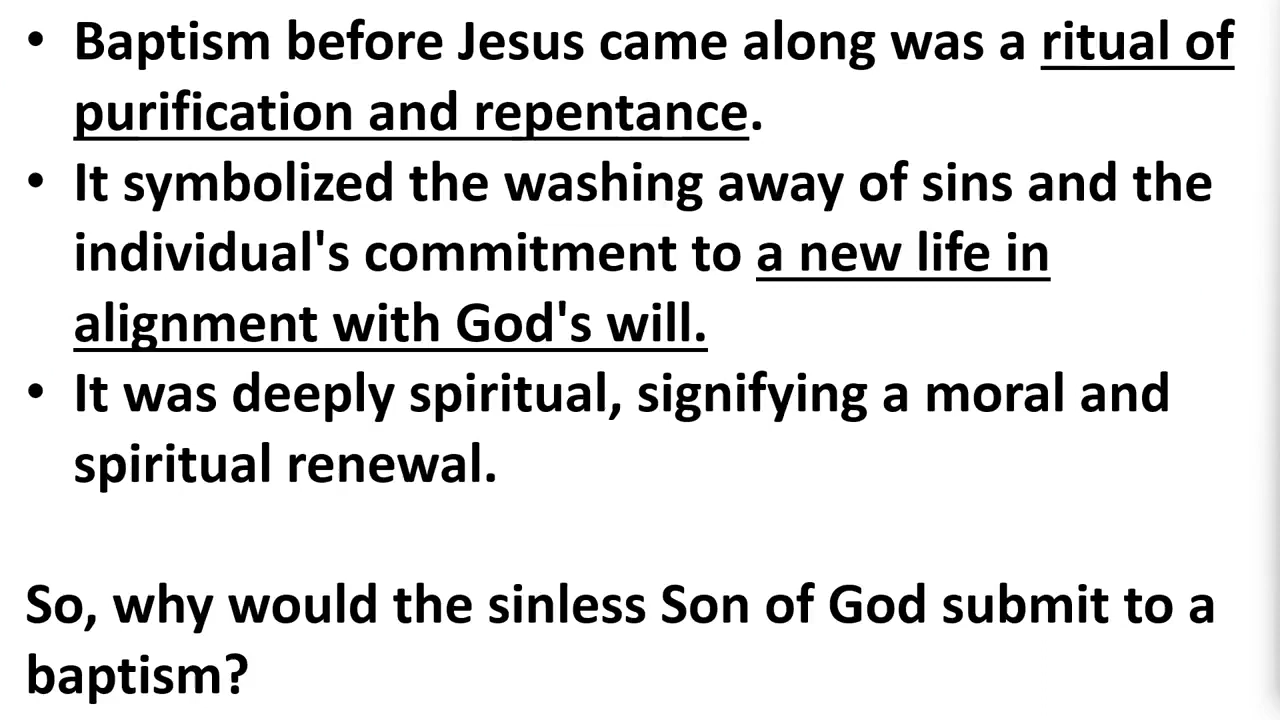 • Baptism before Jesus came along was a ritual of
purification and repentance.
• It symbolized the washing away of sins and the
individual's commitment to a new life in
alignment with God's will.
• It was deeply spiritual, signifying a moral and
spiritual renewal.
So, why would the sinless Son of God submit to a
baptism?